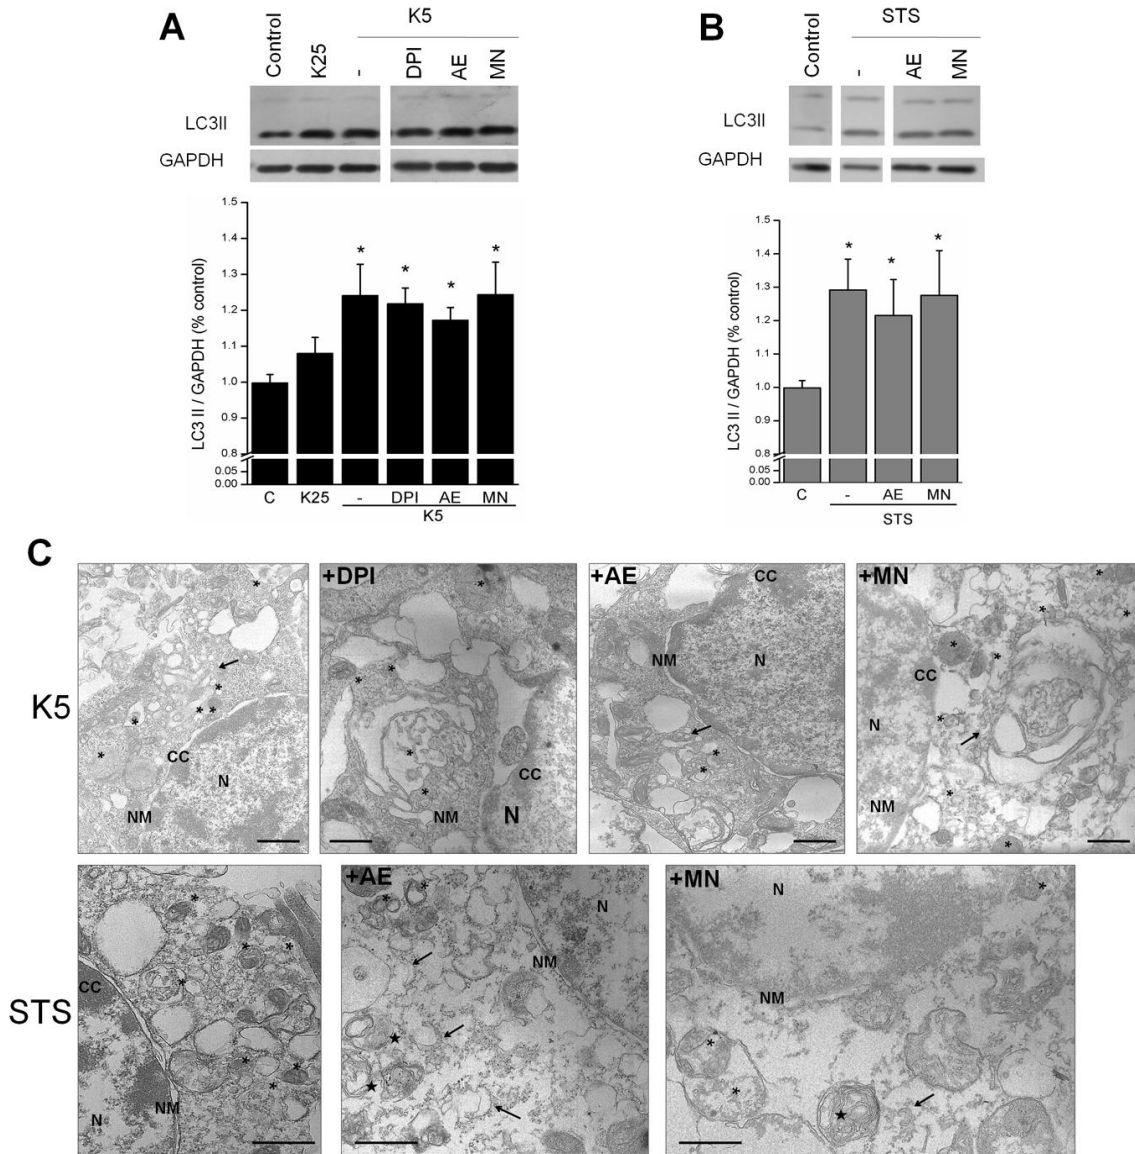 A
K5
Control
K25
-
DPI
AE
MN
LC3II
GAPDH
LC3 II / GAPDH (% control)
1.5
1.4
1.3
1.2
1.1
1.0
0.9
0.8
0.05
0.00
* * * *
C K25 - DPI AE MN
K5
B
STS
Control
-
AE
MN
LC3II
GAPDH
LC3 II / GAPDH (% control)
1.5
1.4
1.3
1.2
1.1
1.0
0.9
0.8
0.05
0.00
* * *
C - AE MN
STS
C
K5
CC
N
NM
+DPI
CC
N
NM
+AE
CC
NM
N
+MN
CC
N
NM
STS
CC
NM
N
+AE
N
NM
+MN
N
NM